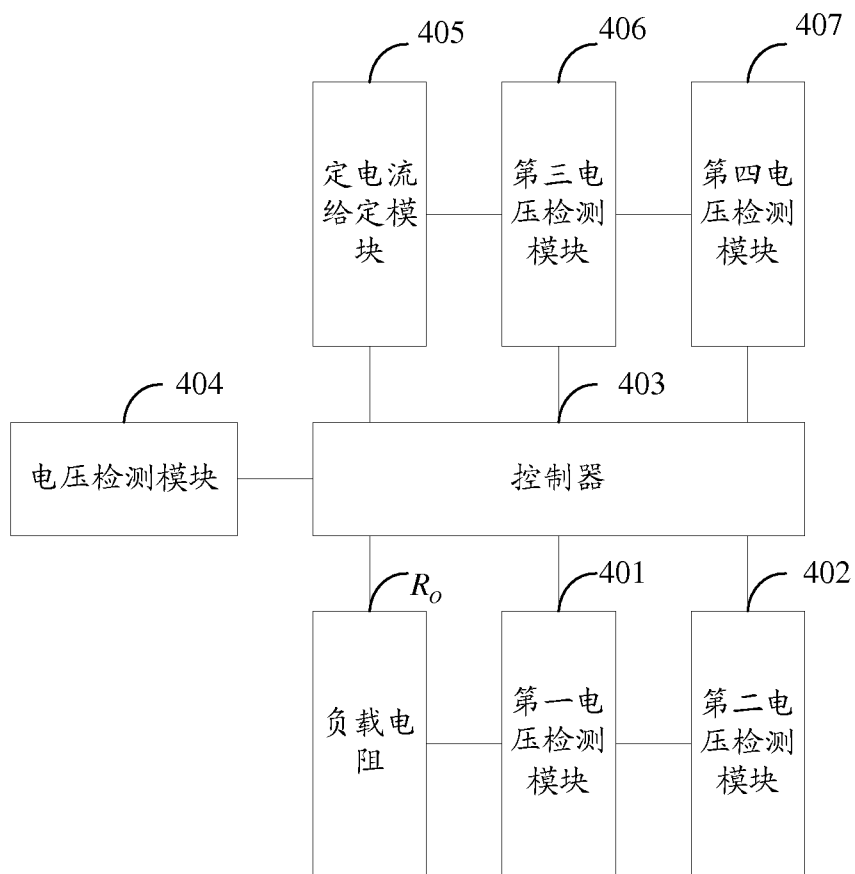 405
406
407
定电流
给定模
块
第三电
压检测
模块
第四电
压检测
模块
404
403
电压检测模块
控制器
Ro
401
402
负载电
阻
第一电
压检测
模块
第二电
压检测
模块